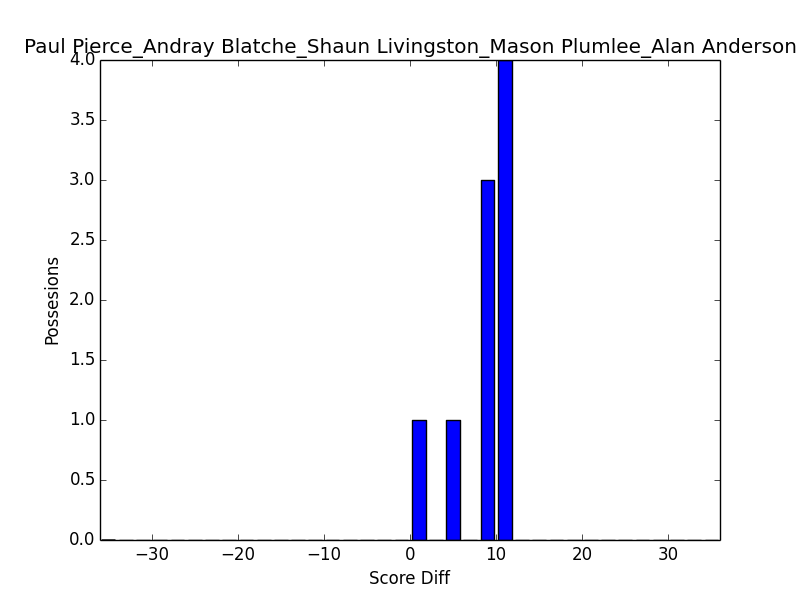 Paul Pierce_Andray Blatche_Shaun Livingston_Mason Plumlee_Alan Anderson
4.0
3.5
3.0
2.5
2.0
1.5
1.0
0.5
0.0
Possesions
−30 −20 −10 0 10 20 30
Score Diff